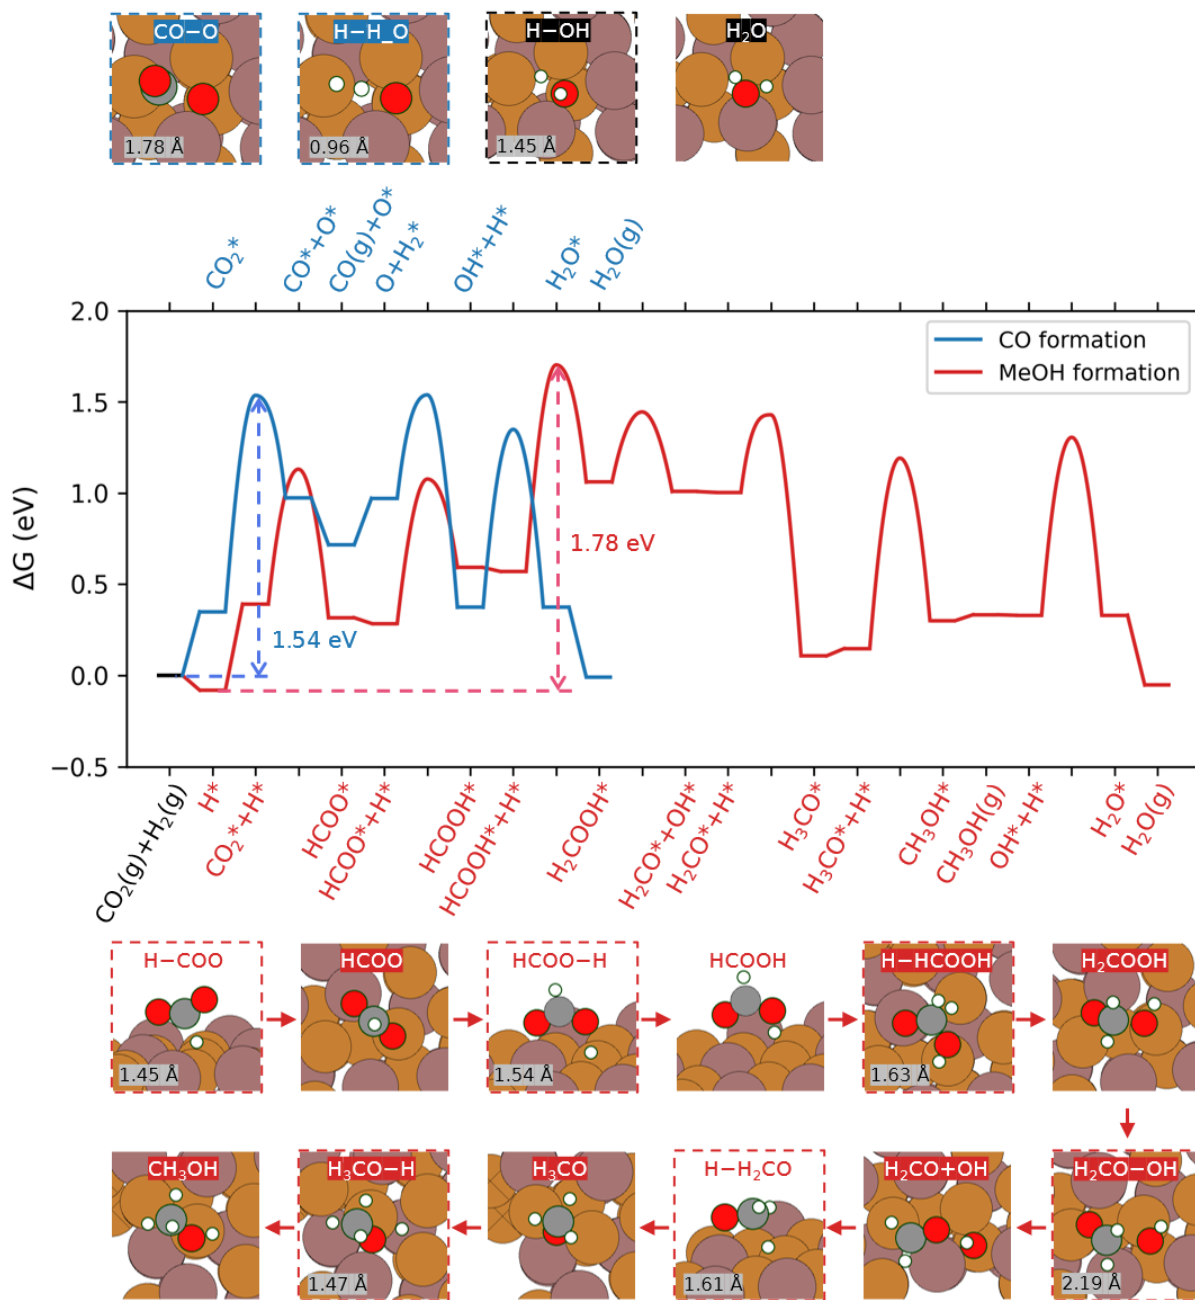 CO−O
H−H_O
H−OH
H₂O
1.78 Å
0.96 Å
1.45 Å
CO₂*
CO*+O*
CO(g)+O*
O+H₂*
OH*+H*
H₂O*
H₂O(g)
2.0
1.5
1.0
0.5
0.0
−0.5
ΔG (eV)
CO formation
MeOH formation
1.54 eV
1.78 eV
CO₂(g)+H₂(g)
H*
CO₂*+H*
HCOO*
HCOO*+H*
HCOOH*
HCOOH*+H*
H₂COOH*
H₂CO*+OH*
H₂CO*+H*
H₃CO*
H₃CO*+H*
CH₃OH*
CH₃OH(g)
OH*+H*
H₂O*
H₂O(g)
H−COO
HCOO
HCOO−H
HCOOH
H−HCOOH
H₂COOH
1.45 Å
1.54 Å
1.63 Å
CH₃OH
H₃CO−H
H₃CO
H−H₂CO
H₂CO+OH
H₂CO−OH
1.47 Å
1.61 Å
2.19 Å